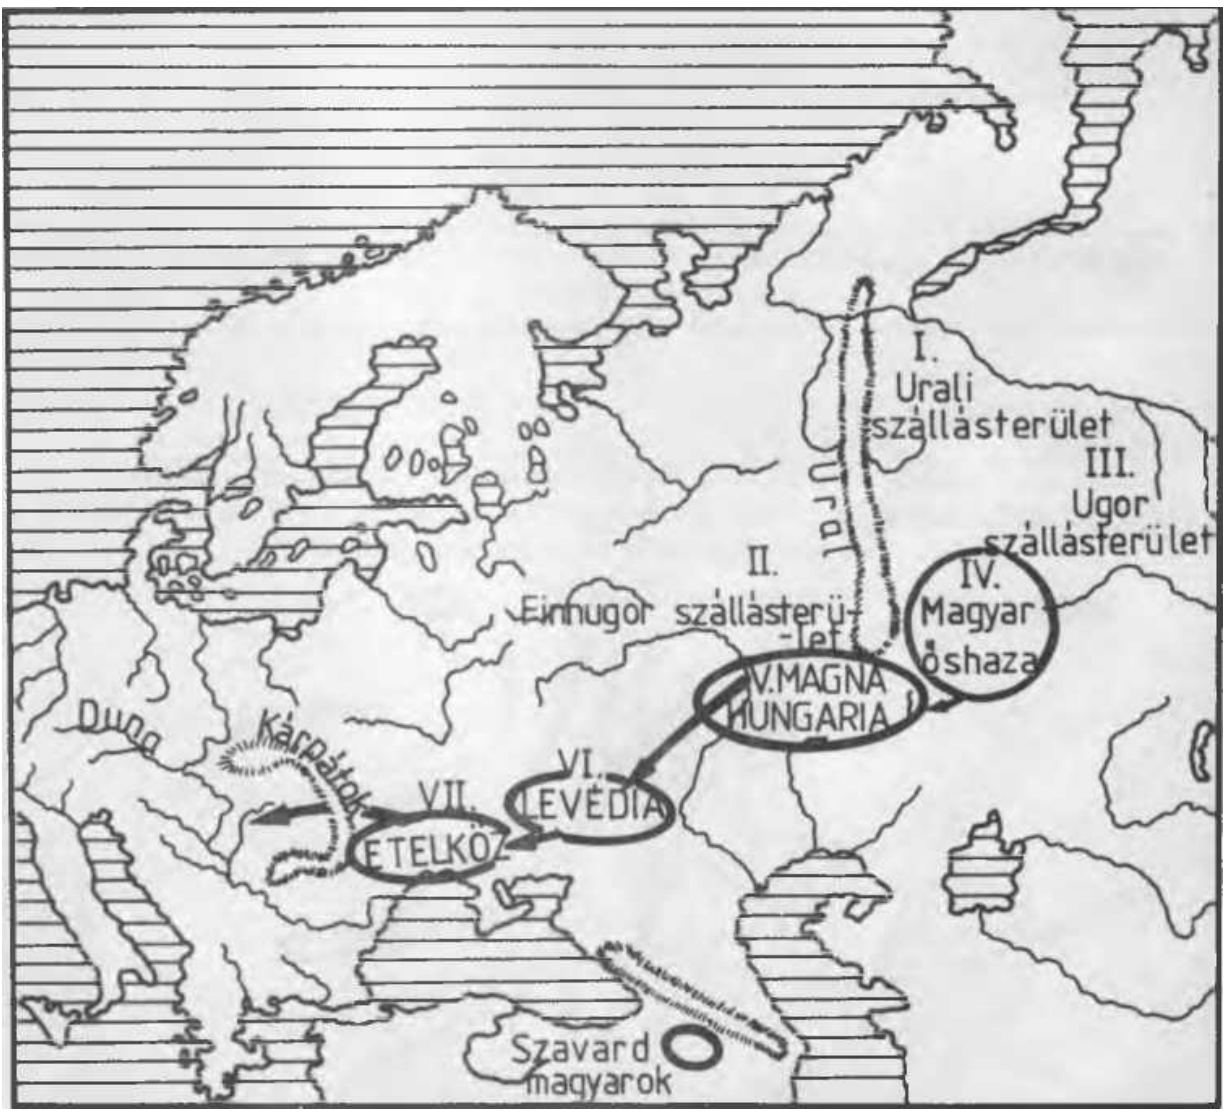 I.
Urali
szállásterület
III.
Ugor
szállásterület
Ural
II.
Finnugor szállásterü-
-let
IV.
Magyar
őshaza
V. MAGNA
HUNGARIA
Duna
Kárpátok
VI.
LEVÉDIA
VII.
ETELKÖZ
Szavard
magyarok